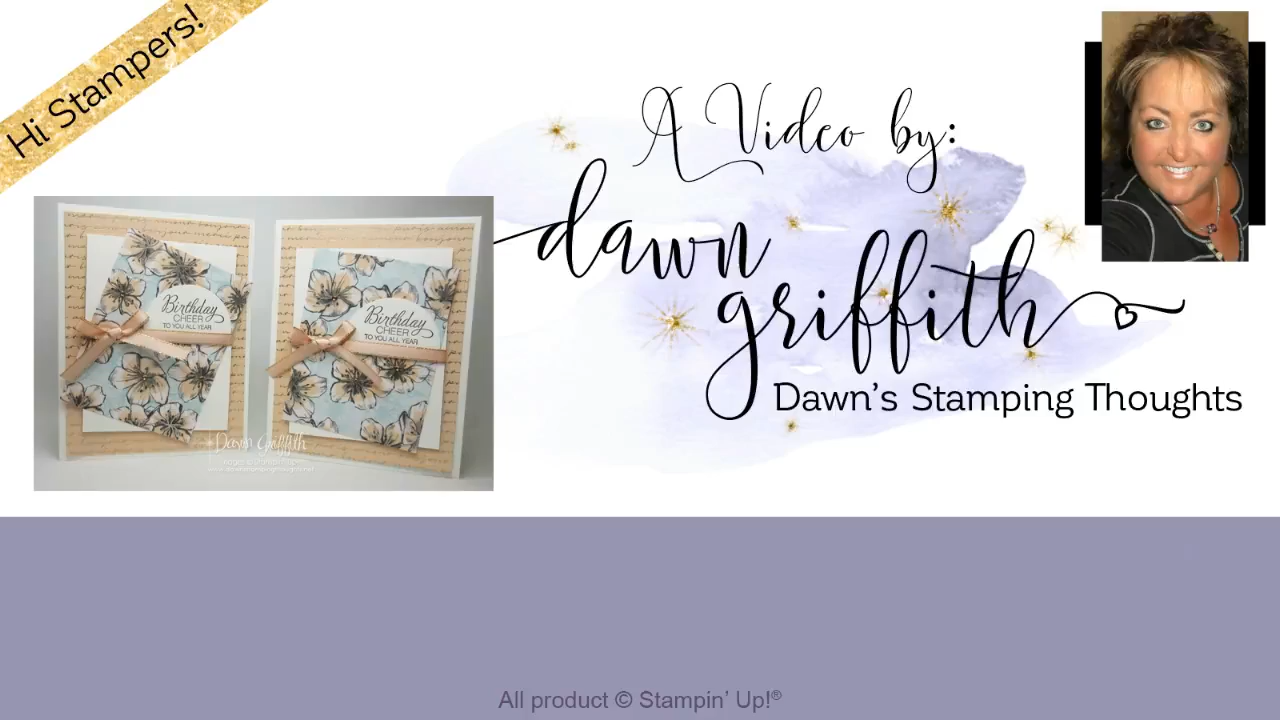 Hi Stampers!
A Video by:
dawn
griffith
Dawn's Stamping Thoughts
Birthday
CHEER
TO YOU ALL YEAR
Birthday
CHEER
TO YOU ALL YEAR
Dawn Griffith
All product © Stampin' Up!®